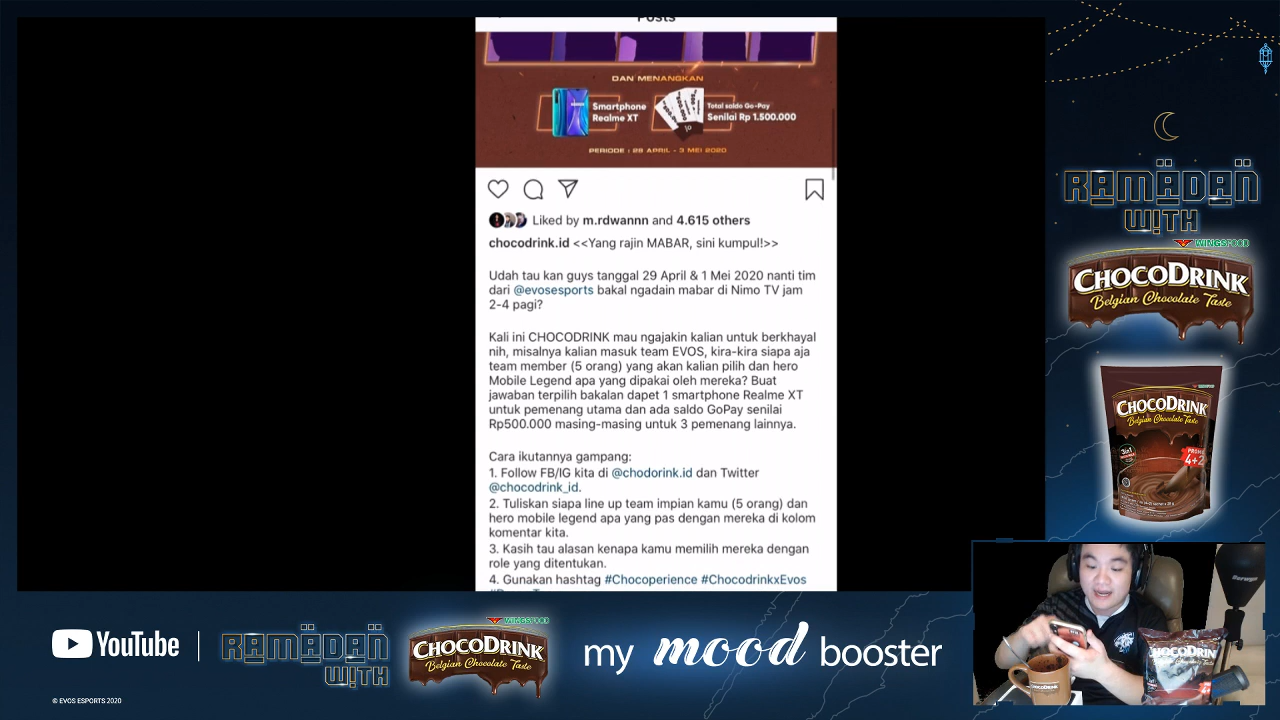 Posts
DAN MENANGKAN
Smartphone
Realme XT
Total saldo Go-Pay
Senilai Rp 1.500.000
PERIODE : 28 APRIL - 3 MEI 2020
Liked by m.rdwannn and 4.615 others
chocodrink.id <<Yang rajin MABAR, sini kumpul!>>
Udah tau kan guys tanggal 29 April & 1 Mei 2020 nanti tim
dari @evosesports bakal ngadain mabar di Nimo TV jam
2-4 pagi?
Kali ini CHOCODRINK mau ngajakin kalian untuk berkhayal
nih, misalnya kalian masuk team EVOS, kira-kira siapa aja
team member (5 orang) yang akan kalian pilih dan hero
Mobile Legend apa yang dipakai oleh mereka? Buat
jawaban terpilih bakalan dapet 1 smartphone Realme XT
untuk pemenang utama dan ada saldo GoPay senilai
Rp500.000 masing-masing untuk 3 pemenang lainnya.
Cara ikutannya gampang:
1. Follow FB/IG kita di @chodorink.id dan Twitter
@chocodrink_id.
2. Tuliskan siapa line up team impian kamu (5 orang) dan
hero mobile legend apa yang pas dengan mereka di kolom
komentar kita.
3. Kasih tau alasan kenapa kamu memilih mereka dengan
role yang ditentukan.
4. Gunakan hashtag #Chocoperience #ChocodrinkxEvos
RAMADAN
WITH
WINGSFOOD
CHOCODRINK
Belgian Chocolate Taste
CHOCODRINK
Belgian Chocolate Taste
3in1
PROMO
4+2
YouTube
RAMADAN
WITH
WINGSFOOD
CHOCODRINK
Belgian Chocolate Taste
my mood booster
CHOCODRINK
© EVOS ESPORTS 2020